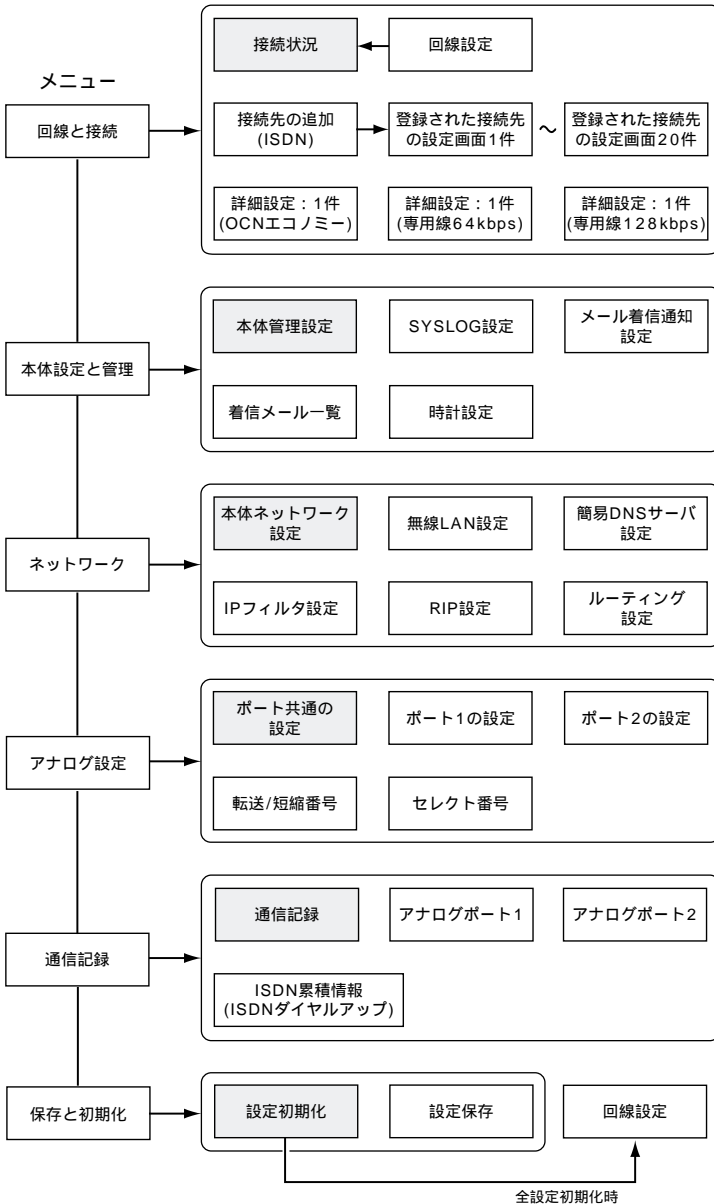 メニュー
回線と接続
接続状況
回線設定
接続先の追加
(ISDN)
登録された接続先
の設定画面1件
～
登録された接続先
の設定画面20件
詳細設定：1件
(OCNエコノミー)
詳細設定：1件
(専用線64kbps)
詳細設定：1件
(専用線128kbps)
本体設定と管理
本体管理設定
SYSLOG設定
メール着信通知
設定
着信メール一覧
時計設定
ネットワーク
本体ネットワーク
設定
無線LAN設定
簡易DNSサーバ
設定
IPフィルタ設定
RIP設定
ルーティング
設定
アナログ設定
ポート共通の
設定
ポート1の設定
ポート2の設定
転送/短縮番号
セレクト番号
通信記録
通信記録
アナログポート1
アナログポート2
ISDN累積情報
(ISDNダイヤルアップ)
保存と初期化
設定初期化
設定保存
回線設定
全設定初期化時